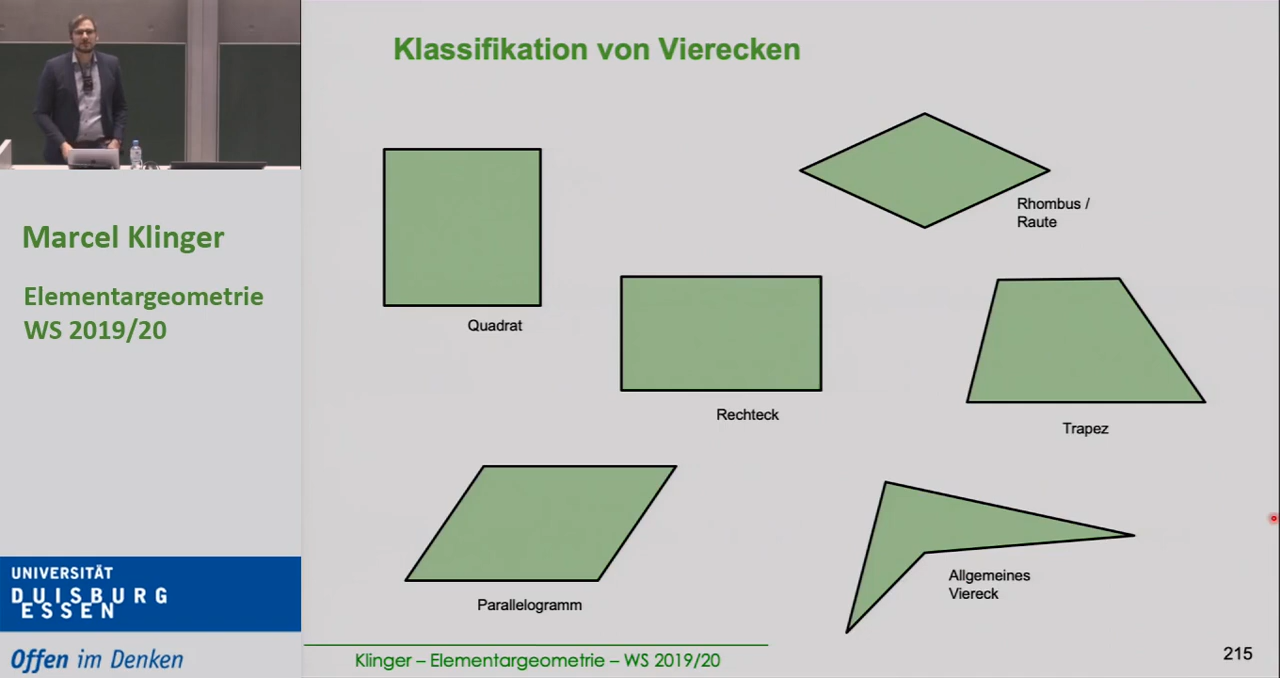 Klassifikation von Vierecken
Rhombus /
Raute
Quadrat
Rechteck
Trapez
Parallelogramm
Allgemeines
Viereck
Klinger – Elementargeometrie – WS 2019/20
215
Marcel Klinger
Elementargeometrie
WS 2019/20
UNIVERSITÄT
DUISBURG
ESSEN
Offen im Denken